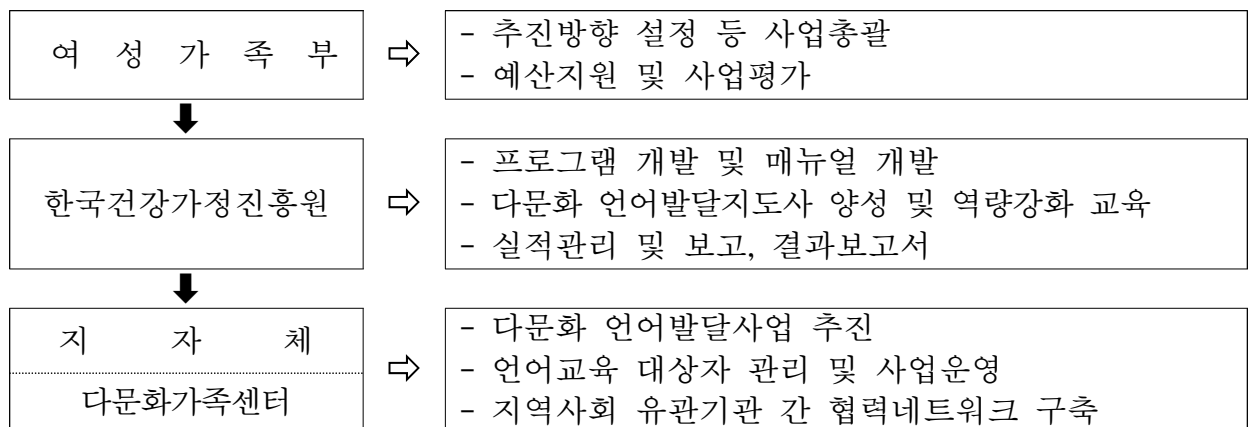 여 성 가 족 부
- 추진방향 설정 등 사업총괄
- 예산지원 및 사업평가
한국건강가정진흥원
- 프로그램 개발 및 매뉴얼 개발
- 다문화 언어발달지도사 양성 및 역량강화 교육
- 실적관리 및 보고, 결과보고서
지 자 체
다문화가족센터
- 다문화 언어발달사업 추진
- 언어교육 대상자 관리 및 사업운영
- 지역사회 유관기관 간 협력네트워크 구축